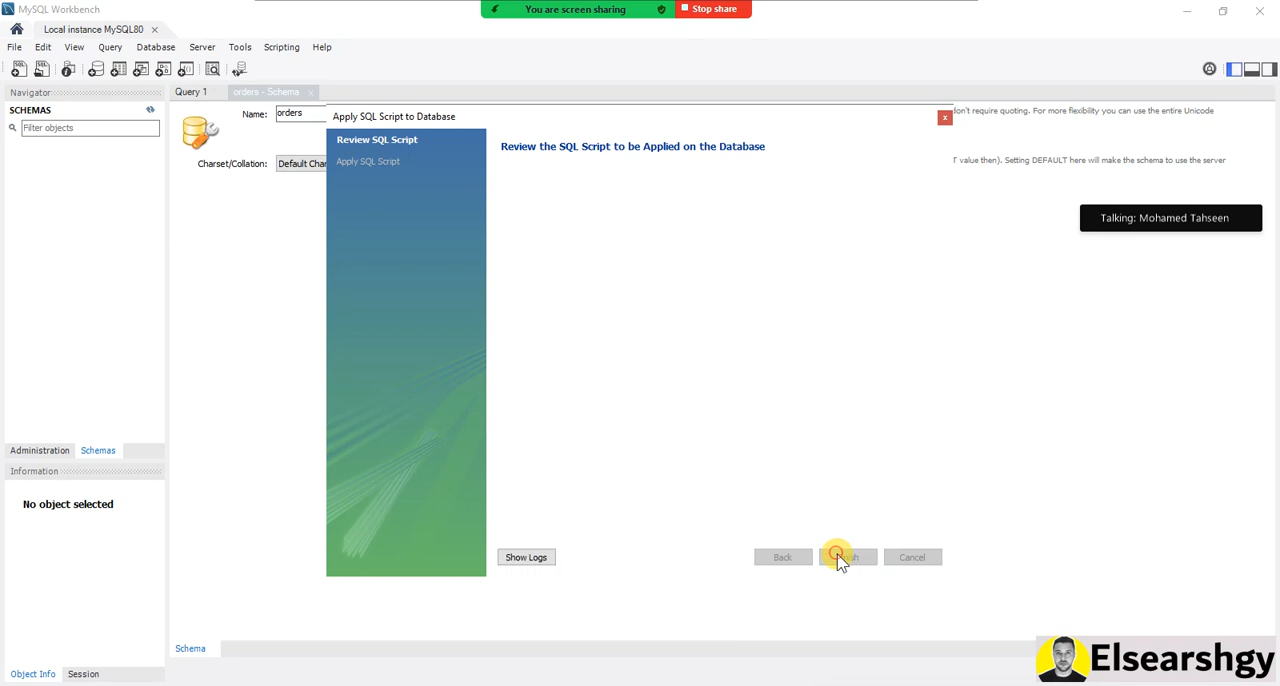 MySQL Workbench
You are screen sharing
Stop share
Local instance MySQL80
File Edit View Query Database Server Tools Scripting Help
Navigator
SCHEMAS
Filter objects
Query 1
orders - Schema
Name: orders
Charset/Collation: Default Char
Apply SQL Script to Database
Review SQL Script
Apply SQL Script
Review the SQL Script to be Applied on the Database
don't require quoting. For more flexibility you can use the entire Unicode
T value then). Setting DEFAULT here will make the schema to use the server
Talking: Mohamed Tahseen
Administration Schemas
Information
No object selected
Show Logs
Back
Cancel
Schema
Object Info Session
Elsearshgy